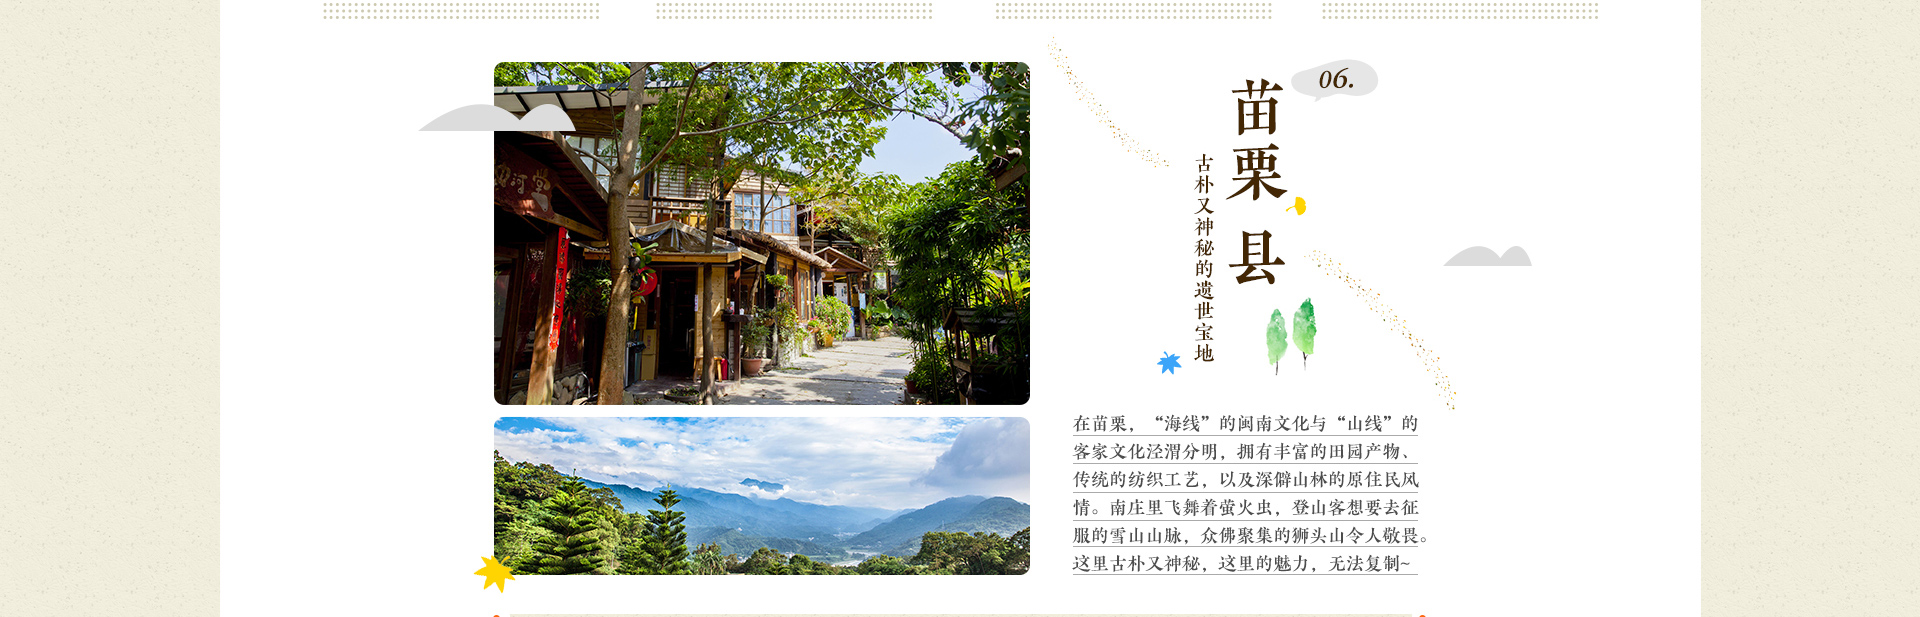 06.
苗栗县
古朴又神秘的遗世宝地
河堂
在苗栗，“海线”的闽南文化与“山线”的
客家文化泾渭分明，拥有丰富的田园产物、
传统的纺织工艺，以及深僻山林的原住民风
情。南庄里飞舞着萤火虫，登山客想要去征
服的雪山山脉，众佛聚集的狮头山令人敬畏。
这里古朴又神秘，这里的魅力，无法复制~